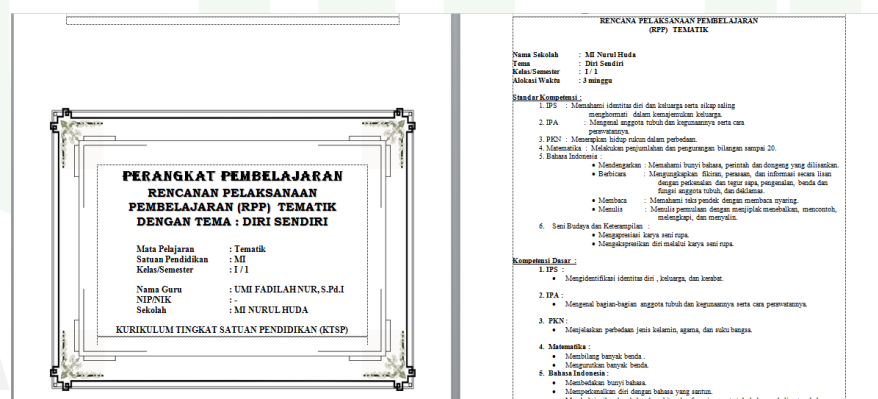 PERANGKAT PEMBELAJARAN
RENCANAN PELAKSANAAN
PEMBELAJARAN (RPP) TEMATIK
DENGAN TEMA : DIRI SENDIRI
Mata Pelajaran : Tematik
Satuan Pendidikan : MI
Kelas/Semester : I / 1
Nama Guru : UMI FADILAH NUR, S.Pd.I
NIP/NIK : -
Sekolah : MI NURUL HUDA
KURIKULUM TINGKAT SATUAN PENDIDIKAN (KTSP)
RENCANA PELAKSANAAN PEMBELAJARAN
(RPP) TEMATIK
Nama Sekolah : MI Nurul Huda
Tema : Diri Sendiri
Kelas/Semester : I / 1
Alokasi Waktu : 3 minggu
Standar Kompetensi :
1. IPS : Memahami identitas diri dan keluarga serta sikap saling
menghormati dalam kemajemukan keluarga.
2. IPA : Mengenal anggota tubuh dan kegunaannya serta cara
perawatannya.
3. PKN : Menerapkan hidup rukun dalam perbedaan.
4. Matematika : Melakukan penjumlahan dan pengurangan bilangan sampai 20.
5. Bahasa Indonesia :
• Mendengarkan : Memahami bunyi bahasa, perintah dan dongeng yang dilisankan.
• Berbicara : Mengungkapkan fikiran, perasaan, dan informasi secara lisan
dengan perkenalan dan tegur sapa, pengenalan, benda dan
fungsi anggota tubuh, dan deklamas.
• Membaca : Memahami teks pendek dengan membaca nyaring.
• Menulis : Menulis permulaan dengan menjiplak menebalkan, mencontoh,
melengkapi, dan menyalin.
6. Seni Budaya dan Keterampilan :
• Mengapresiasi karya seni rupa.
• Mengekspresikan diri melalui karya seni rupa.
Kompetensi Dasar :
1. IPS :
• Mengidentifikasi identitas diri , keluarga, dan kerabat.
2. IPA :
• Mengenal bagian-bagian anggota tubuh dan kegunaannya serta cara perawatannya.
3. PKN :
• Menjelaskan perbedaan jenis kelamin, agama, dan suku bangsa.
4. Matematika :
• Membilang banyak benda .
• Mengurutkan banyak benda.
5. Bahasa Indonesia :
• Membedakan bunyi bahasa.
• Memperkenalkan diri dengan bahasa yang santun.